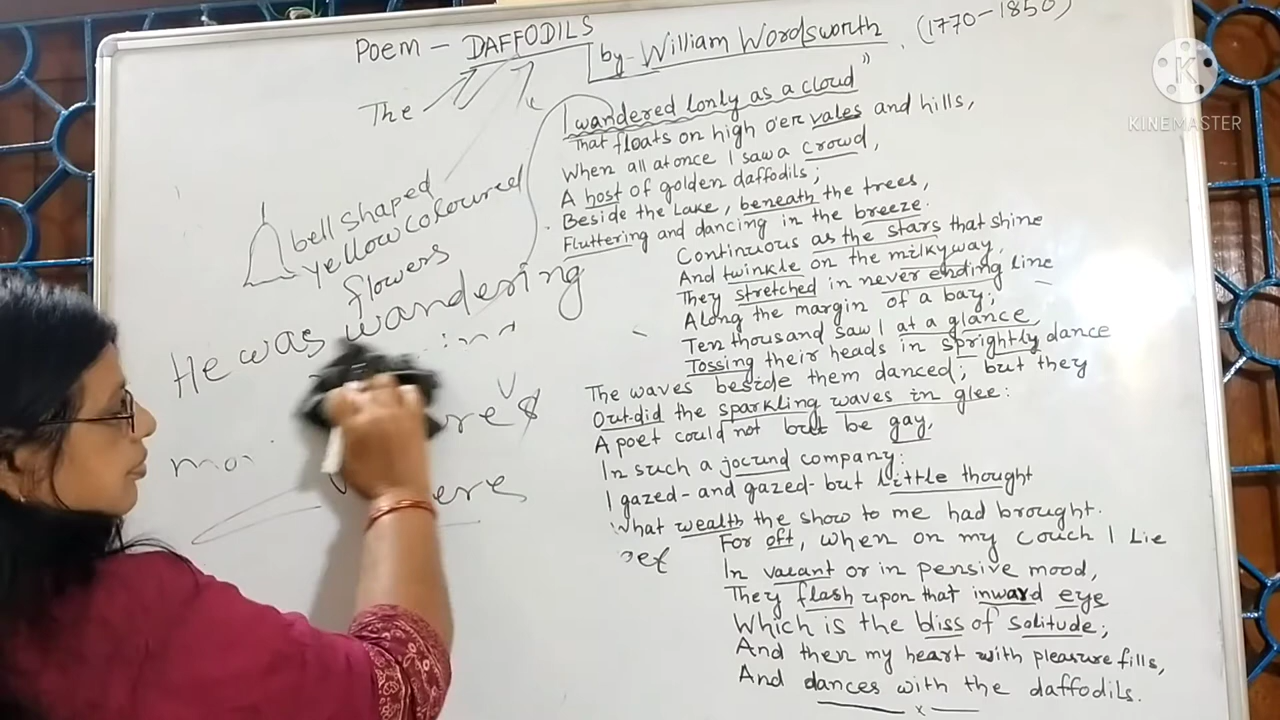 Poem - DAFFODILS
by William Wordsworth (1770-1850)
The
"I wandered lonly as a cloud"
That floats on high o'er vales and hills,
When all at once I saw a crowd,
A host of golden daffodils;
Beside the Lake, beneath the trees,
Fluttering and dancing in the breeze.
Continuous as the stars that shine
And twinkle on the milky way,
They stretched in never ending line
Along the margin of a bay;
Ten thousand saw I at a glance,
Tossing their heads in sprightly dance
The waves beside them danced; but they
Out-did the sparkling waves in glee:
A poet could not but be gay,
In such a jocund company:
I gazed - and gazed - but little thought
What wealth the show to me had brought.
For oft, when on my couch I Lie
In vacant or in pensive mood,
They flash upon that inward eye
Which is the bliss of solitude;
And then my heart with pleasure fills,
And dances with the daffodils.
x
bell shaped
yellow coloured
flowers
He was wandering
KINEMASTER